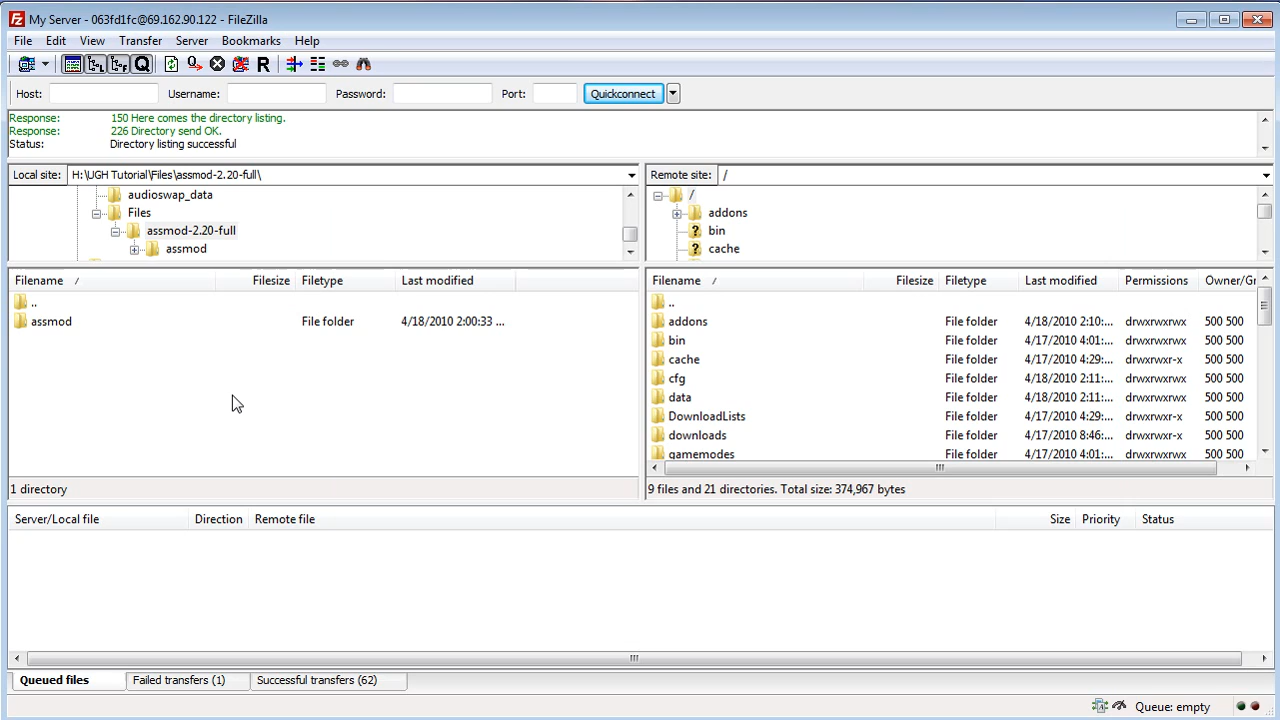 My Server - 063fd1fc@69.162.90.122 - FileZilla
File Edit View Transfer Server Bookmarks Help
Host: Username: Password: Port: Quickconnect
Response: 150 Here comes the directory listing.
Response: 226 Directory send OK.
Status: Directory listing successful
Local site: H:\UGH Tutorial\Files\assmod-2.20-full\
audioswap_data
Files
assmod-2.20-full
assmod
Remote site: /
/
addons
bin
cache
Filename / Filesize Filetype Last modified
..
assmod File folder 4/18/2010 2:00:33 ...
1 directory
Filename / Filesize Filetype Last modified Permissions Owner/Gr
..
addons File folder 4/18/2010 2:10:... drwxrwxrwx 500 500
bin File folder 4/17/2010 4:01:... drwxrwxrwx 500 500
cache File folder 4/17/2010 4:29:... drwxrwxr-x 500 500
cfg File folder 4/18/2010 2:11:... drwxrwxrwx 500 500
data File folder 4/18/2010 2:11:... drwxrwxrwx 500 500
DownloadLists File folder 4/17/2010 4:29:... drwxrwxr-x 500 500
downloads File folder 4/17/2010 8:46:... drwxrwxr-x 500 500
gamemodes File folder 4/17/2010 4:01:... drwxrwxrwx 500 500
9 files and 21 directories. Total size: 374,967 bytes
Server/Local file Direction Remote file Size Priority Status
Queued files Failed transfers (1) Successful transfers (62)
Queue: empty